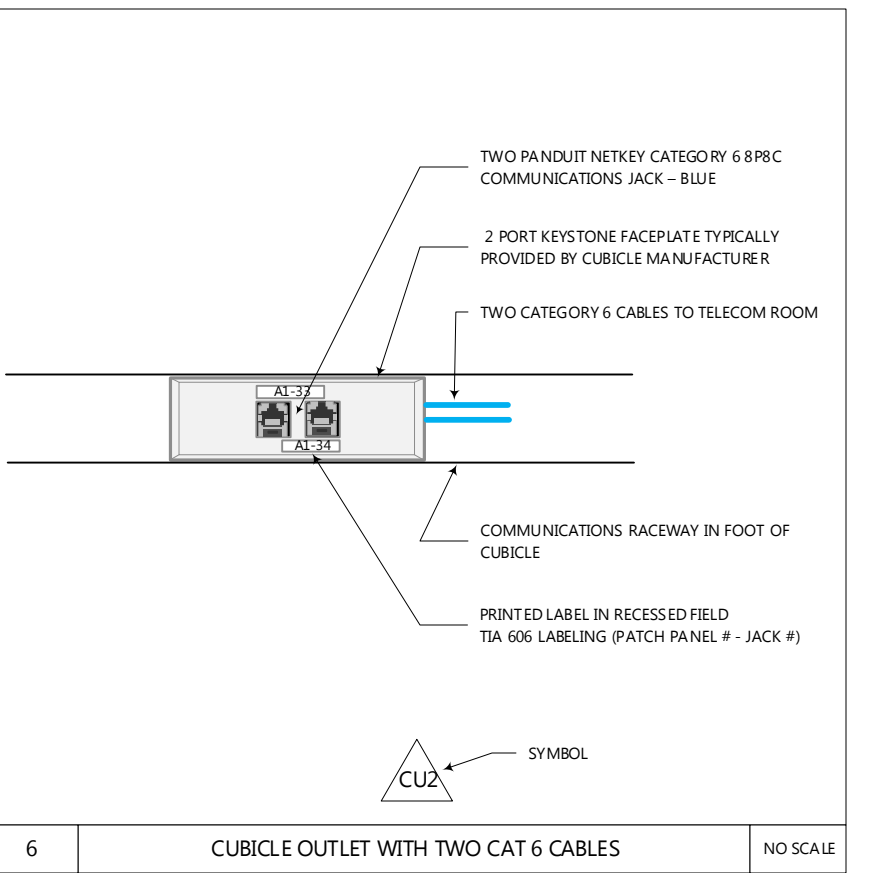 TWO PANDUIT NETKEY CATEGORY 6 8P8C
COMMUNICATIONS JACK – BLUE
2 PORT KEYSTONE FACEPLATE TYPICALLY
PROVIDED BY CUBICLE MANUFACTURER
TWO CATEGORY 6 CABLES TO TELECOM ROOM
A1-33
A1-34
COMMUNICATIONS RACEWAY IN FOOT OF
CUBICLE
PRINTED LABEL IN RECESSED FIELD
TIA 606 LABELING (PATCH PANEL # - JACK #)
SYMBOL
CU2
6
CUBICLE OUTLET WITH TWO CAT 6 CABLES
NO SCALE